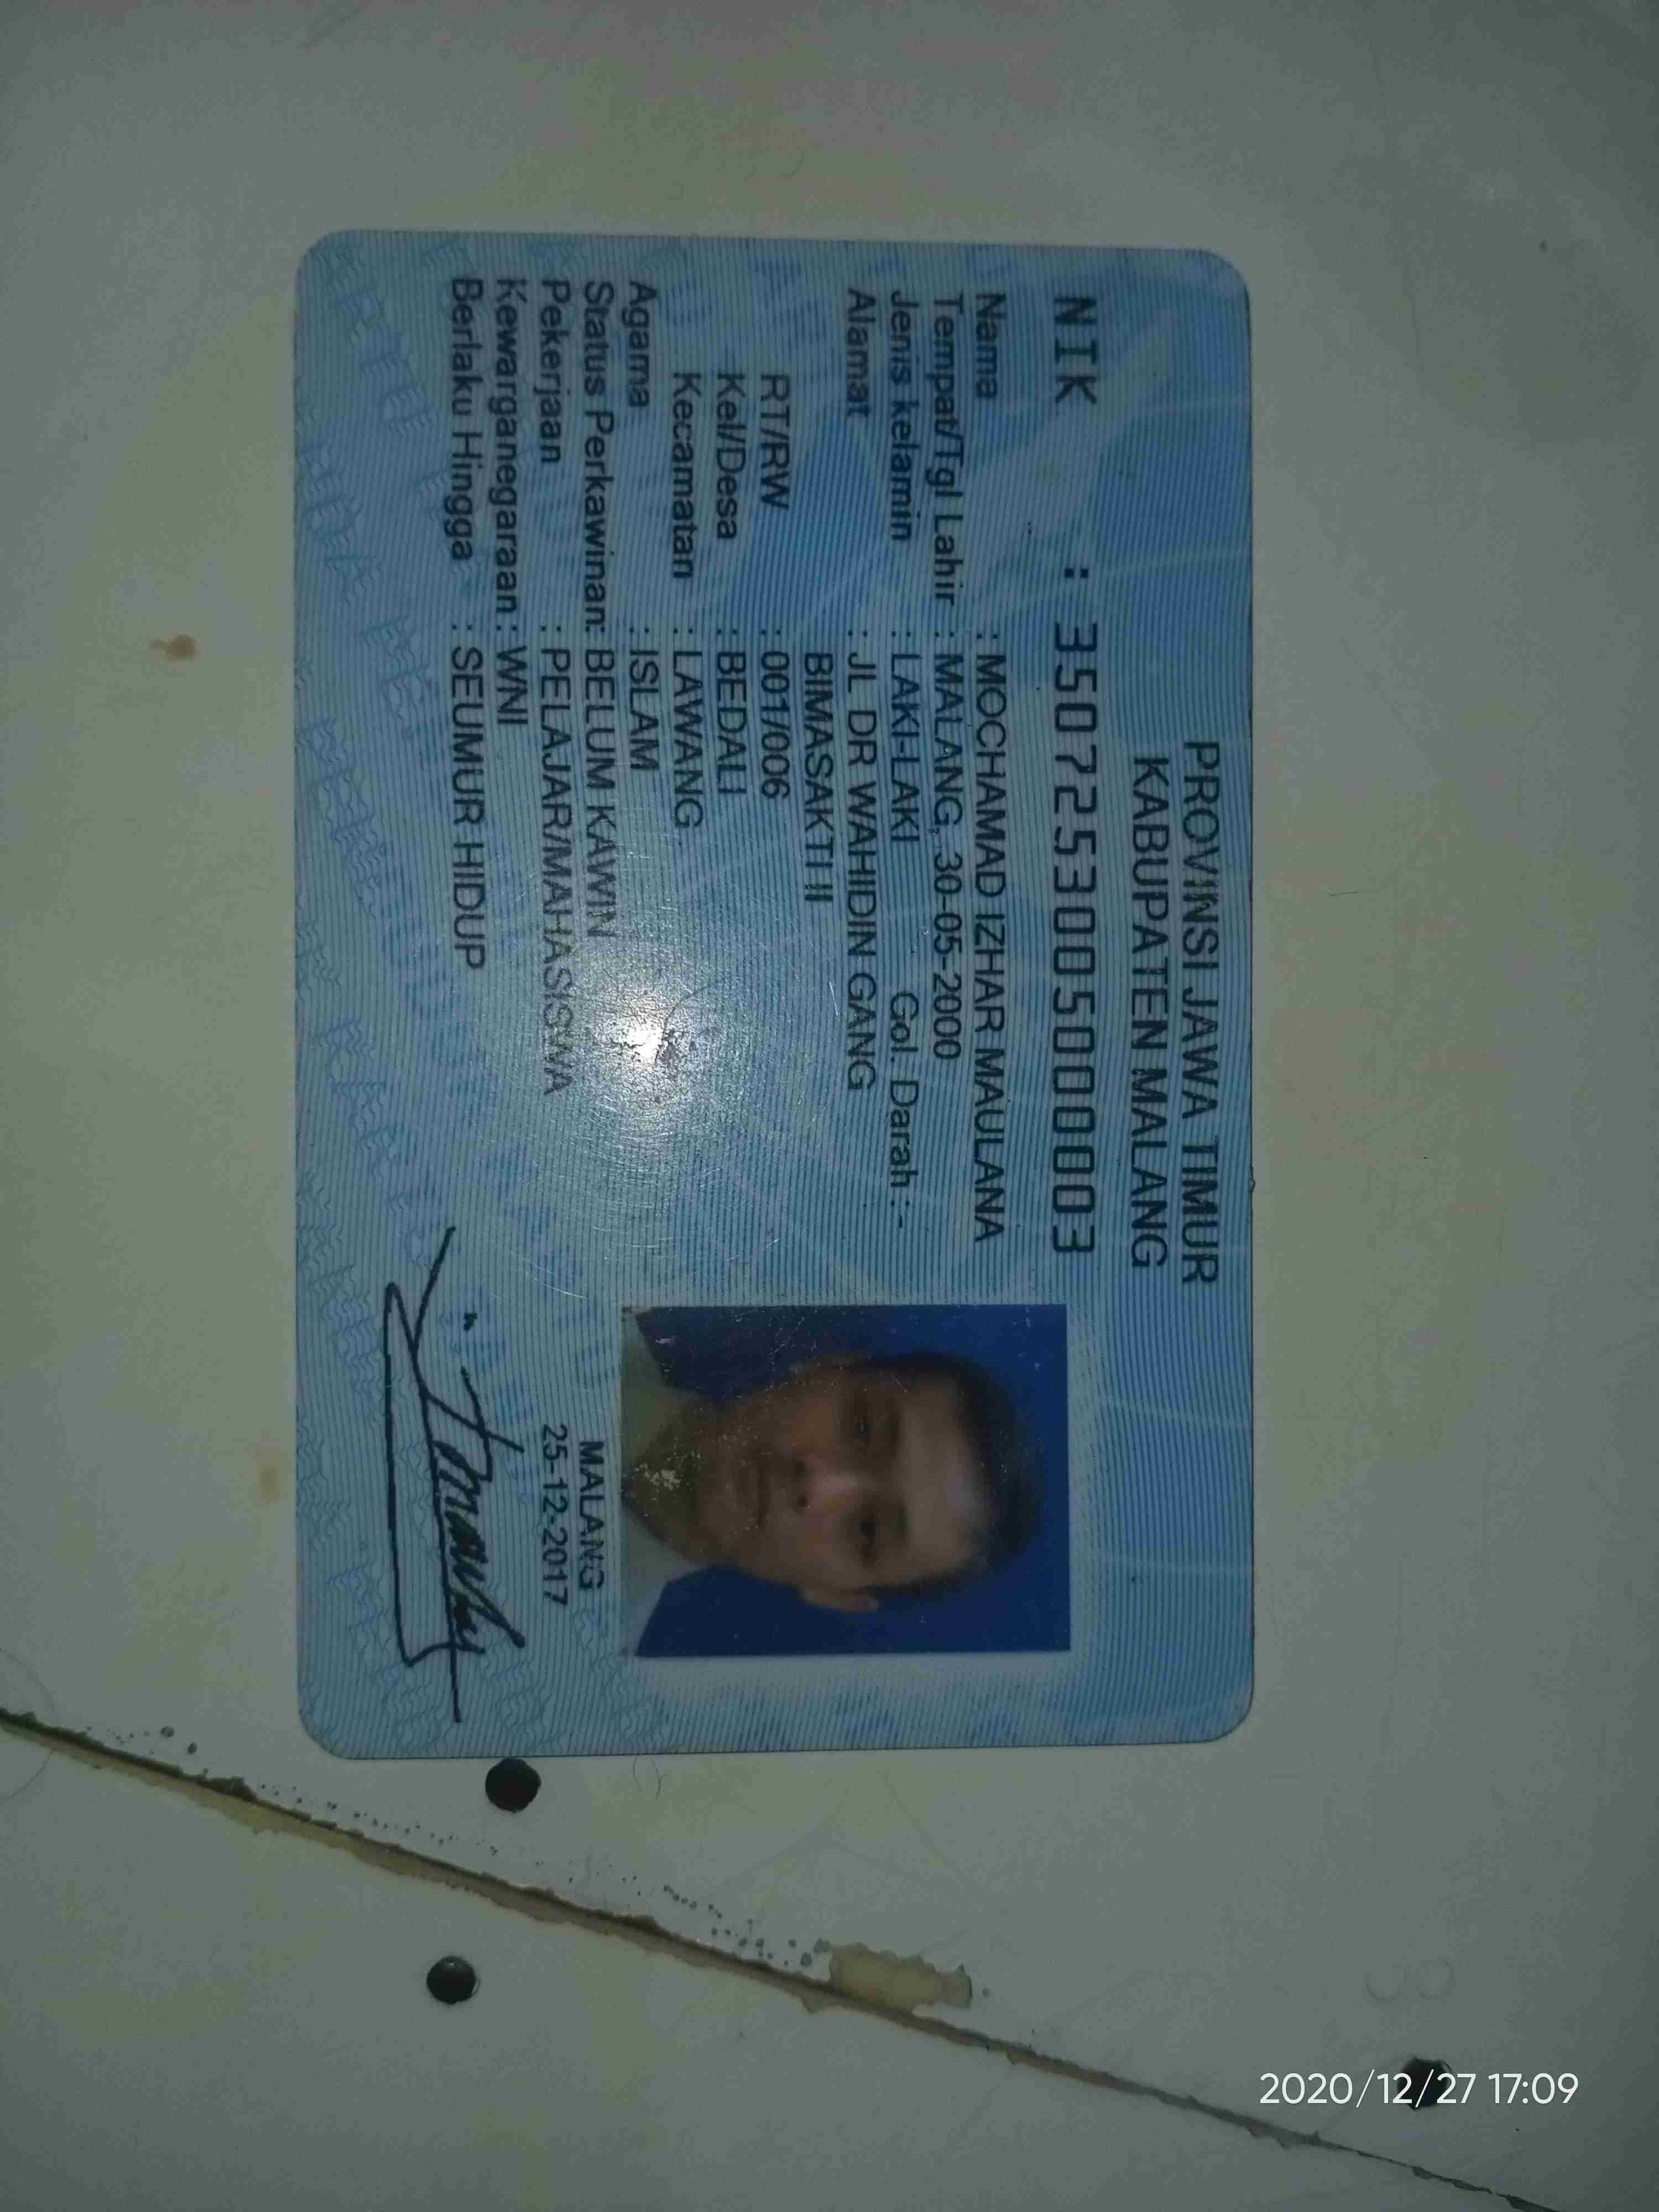 PROVINSI JAWA TIMUR
KABUPATEN MALANG
NIK : 3507253005000003
Nama : MOCHAMAD IZHAR MAULANA
Tempat/Tgl Lahir : MALANG, 30-05-2000
Jenis kelamin : LAKI-LAKI Gol. Darah : -
Alamat : JL DR WAHIDIN GANG
BIMASAKTI II
RT/RW : 001/006
Kel/Desa : BEDALI
Kecamatan : LAWANG
Agama : ISLAM
Status Perkawinan: BELUM KAWIN
Pekerjaan : PELAJAR/MAHASISWA
Kewarganegaraan: WNI
Berlaku Hingga : SEUMUR HIDUP
MALANG
25-12-2017
2020/12/27 17:09